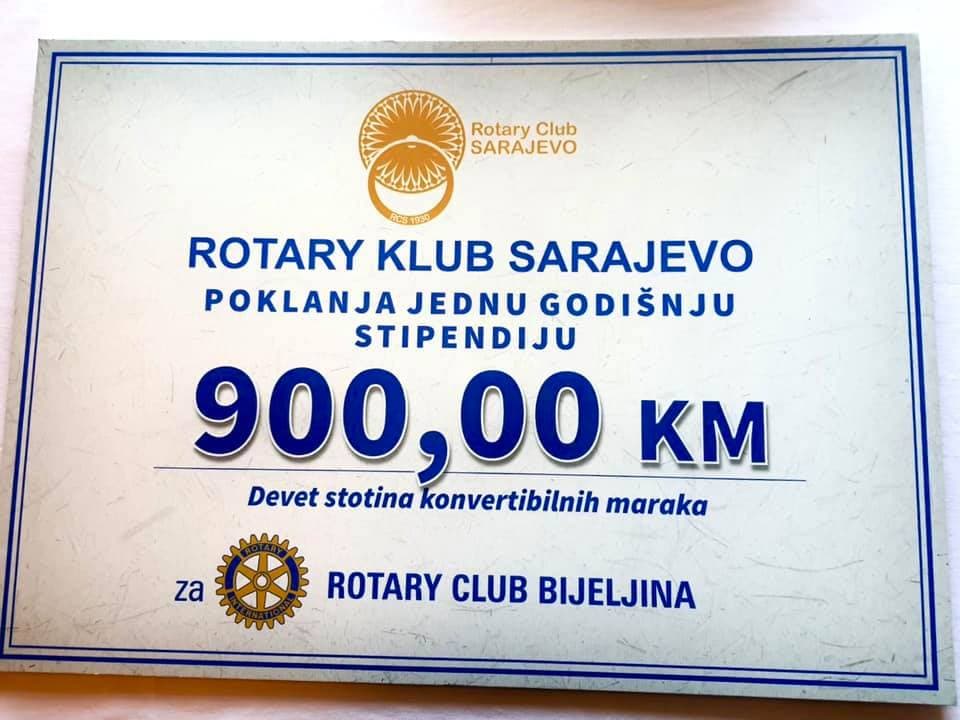 Rotary Club
SARAJEVO
RCS 1930
ROTARY KLUB SARAJEVO
POKLANJA JEDNU GODIŠNJU
STIPENDIJU
900,00 KM
Devet stotina konvertibilnih maraka
za
ROTARY
INTERNATIONAL
ROTARY CLUB BIJELJINA